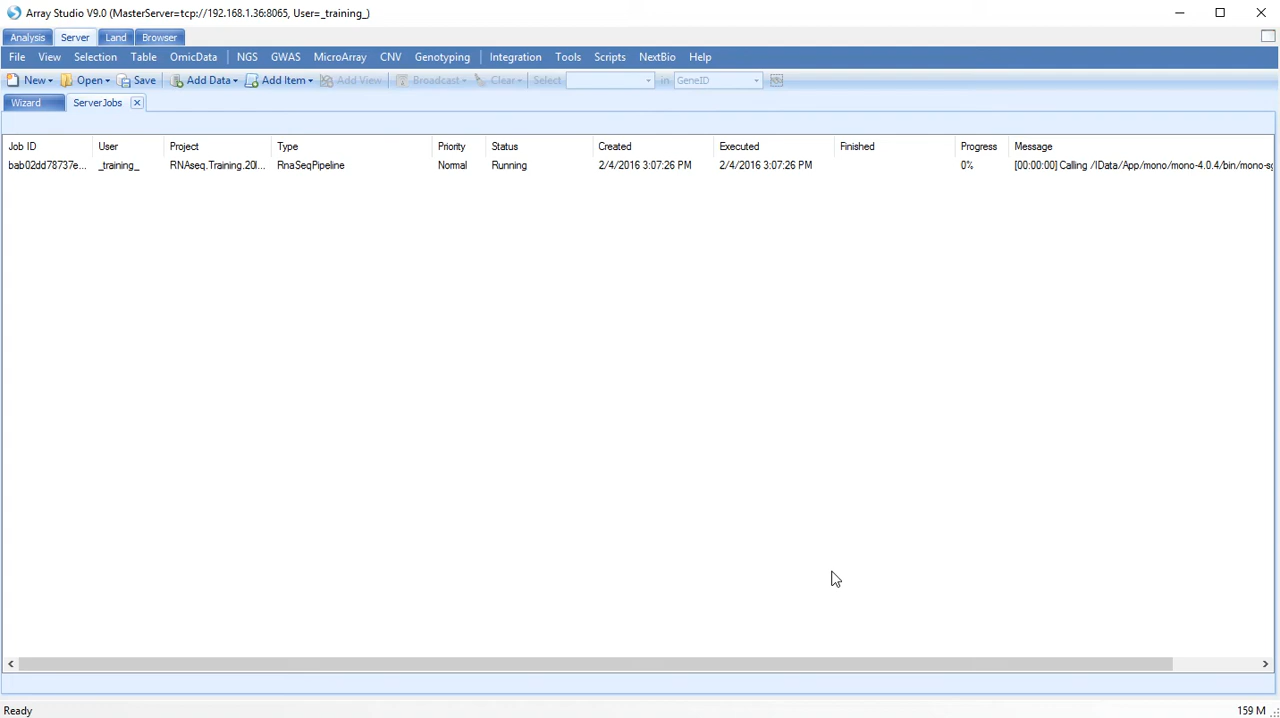 Array Studio V9.0 (MasterServer=tcp://192.168.1.36:8065, User=_training_)
Analysis Server Land Browser
File View Selection Table OmicData NGS GWAS MicroArray CNV Genotyping Integration Tools Scripts NextBio Help
New Open Save Add Data Add Item Add View Broadcast Clear Select in GeneID
Wizard ServerJobs
Job ID User Project Type Priority Status Created Executed Finished Progress Message
bab02dd78737e... _training_ RNAseq.Training.20l... RnaSeqPipeline Normal Running 2/4/2016 3:07:26 PM 2/4/2016 3:07:26 PM 0% [00:00:00] Calling /IData/App/mono/mono-4.0.4/bin/mono-sg
Ready 159 M